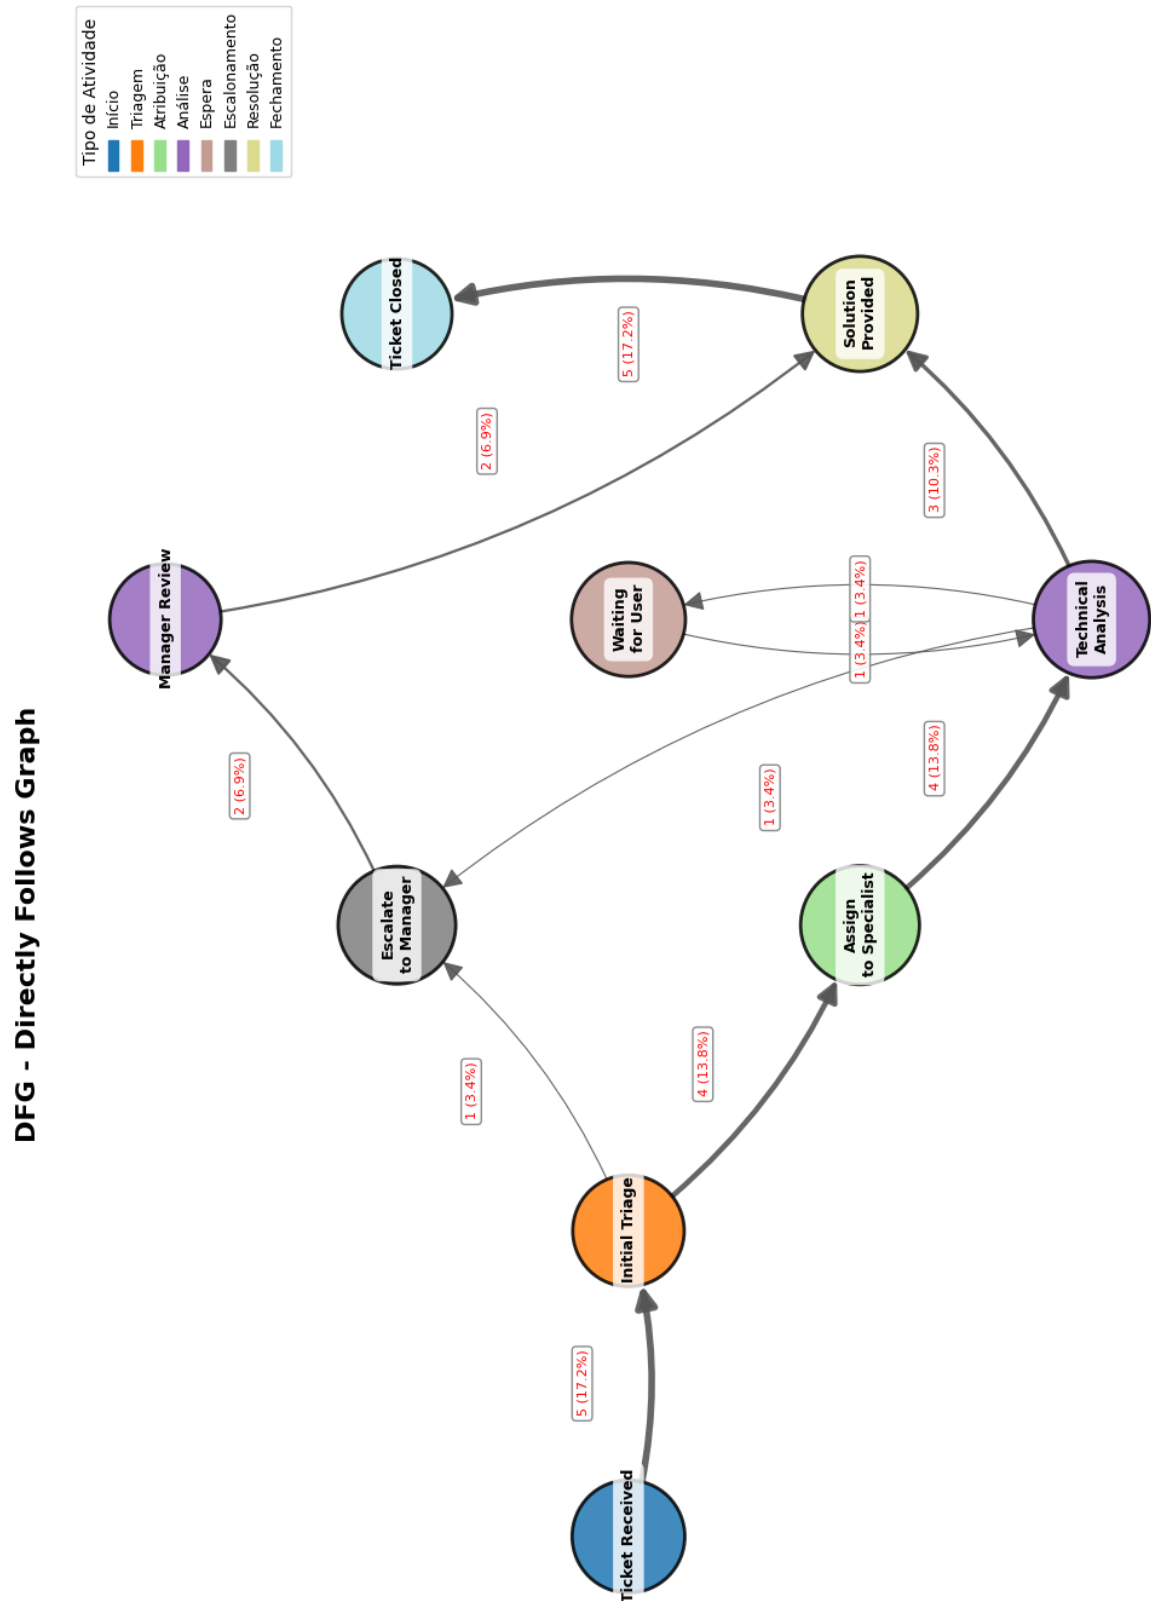 DFG - Directly Follows Graph
Tipo de Atividade
Início
Triagem
Atribuição
Análise
Espera
Escalonamento
Resolução
Fechamento
Manager Review
2 (6.9%)
Escalate
to Manager
2 (6.9%)
Ticket Closed
1 (3.4%)
5 (17.2%)
Ticket Received
Initial Triage
Waiting
for User
5 (17.2%)
4 (13.8%)
1 (3.4%)
1 (3.4%)
1 (3.4%)
Assign
to Specialist
Solution
Provided
4 (13.8%)
3 (10.3%)
Technical
Analysis